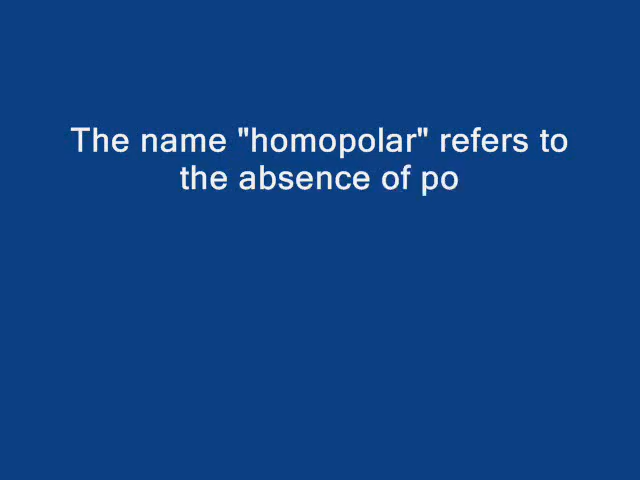 The name "homopolar" refers to
the absence of po